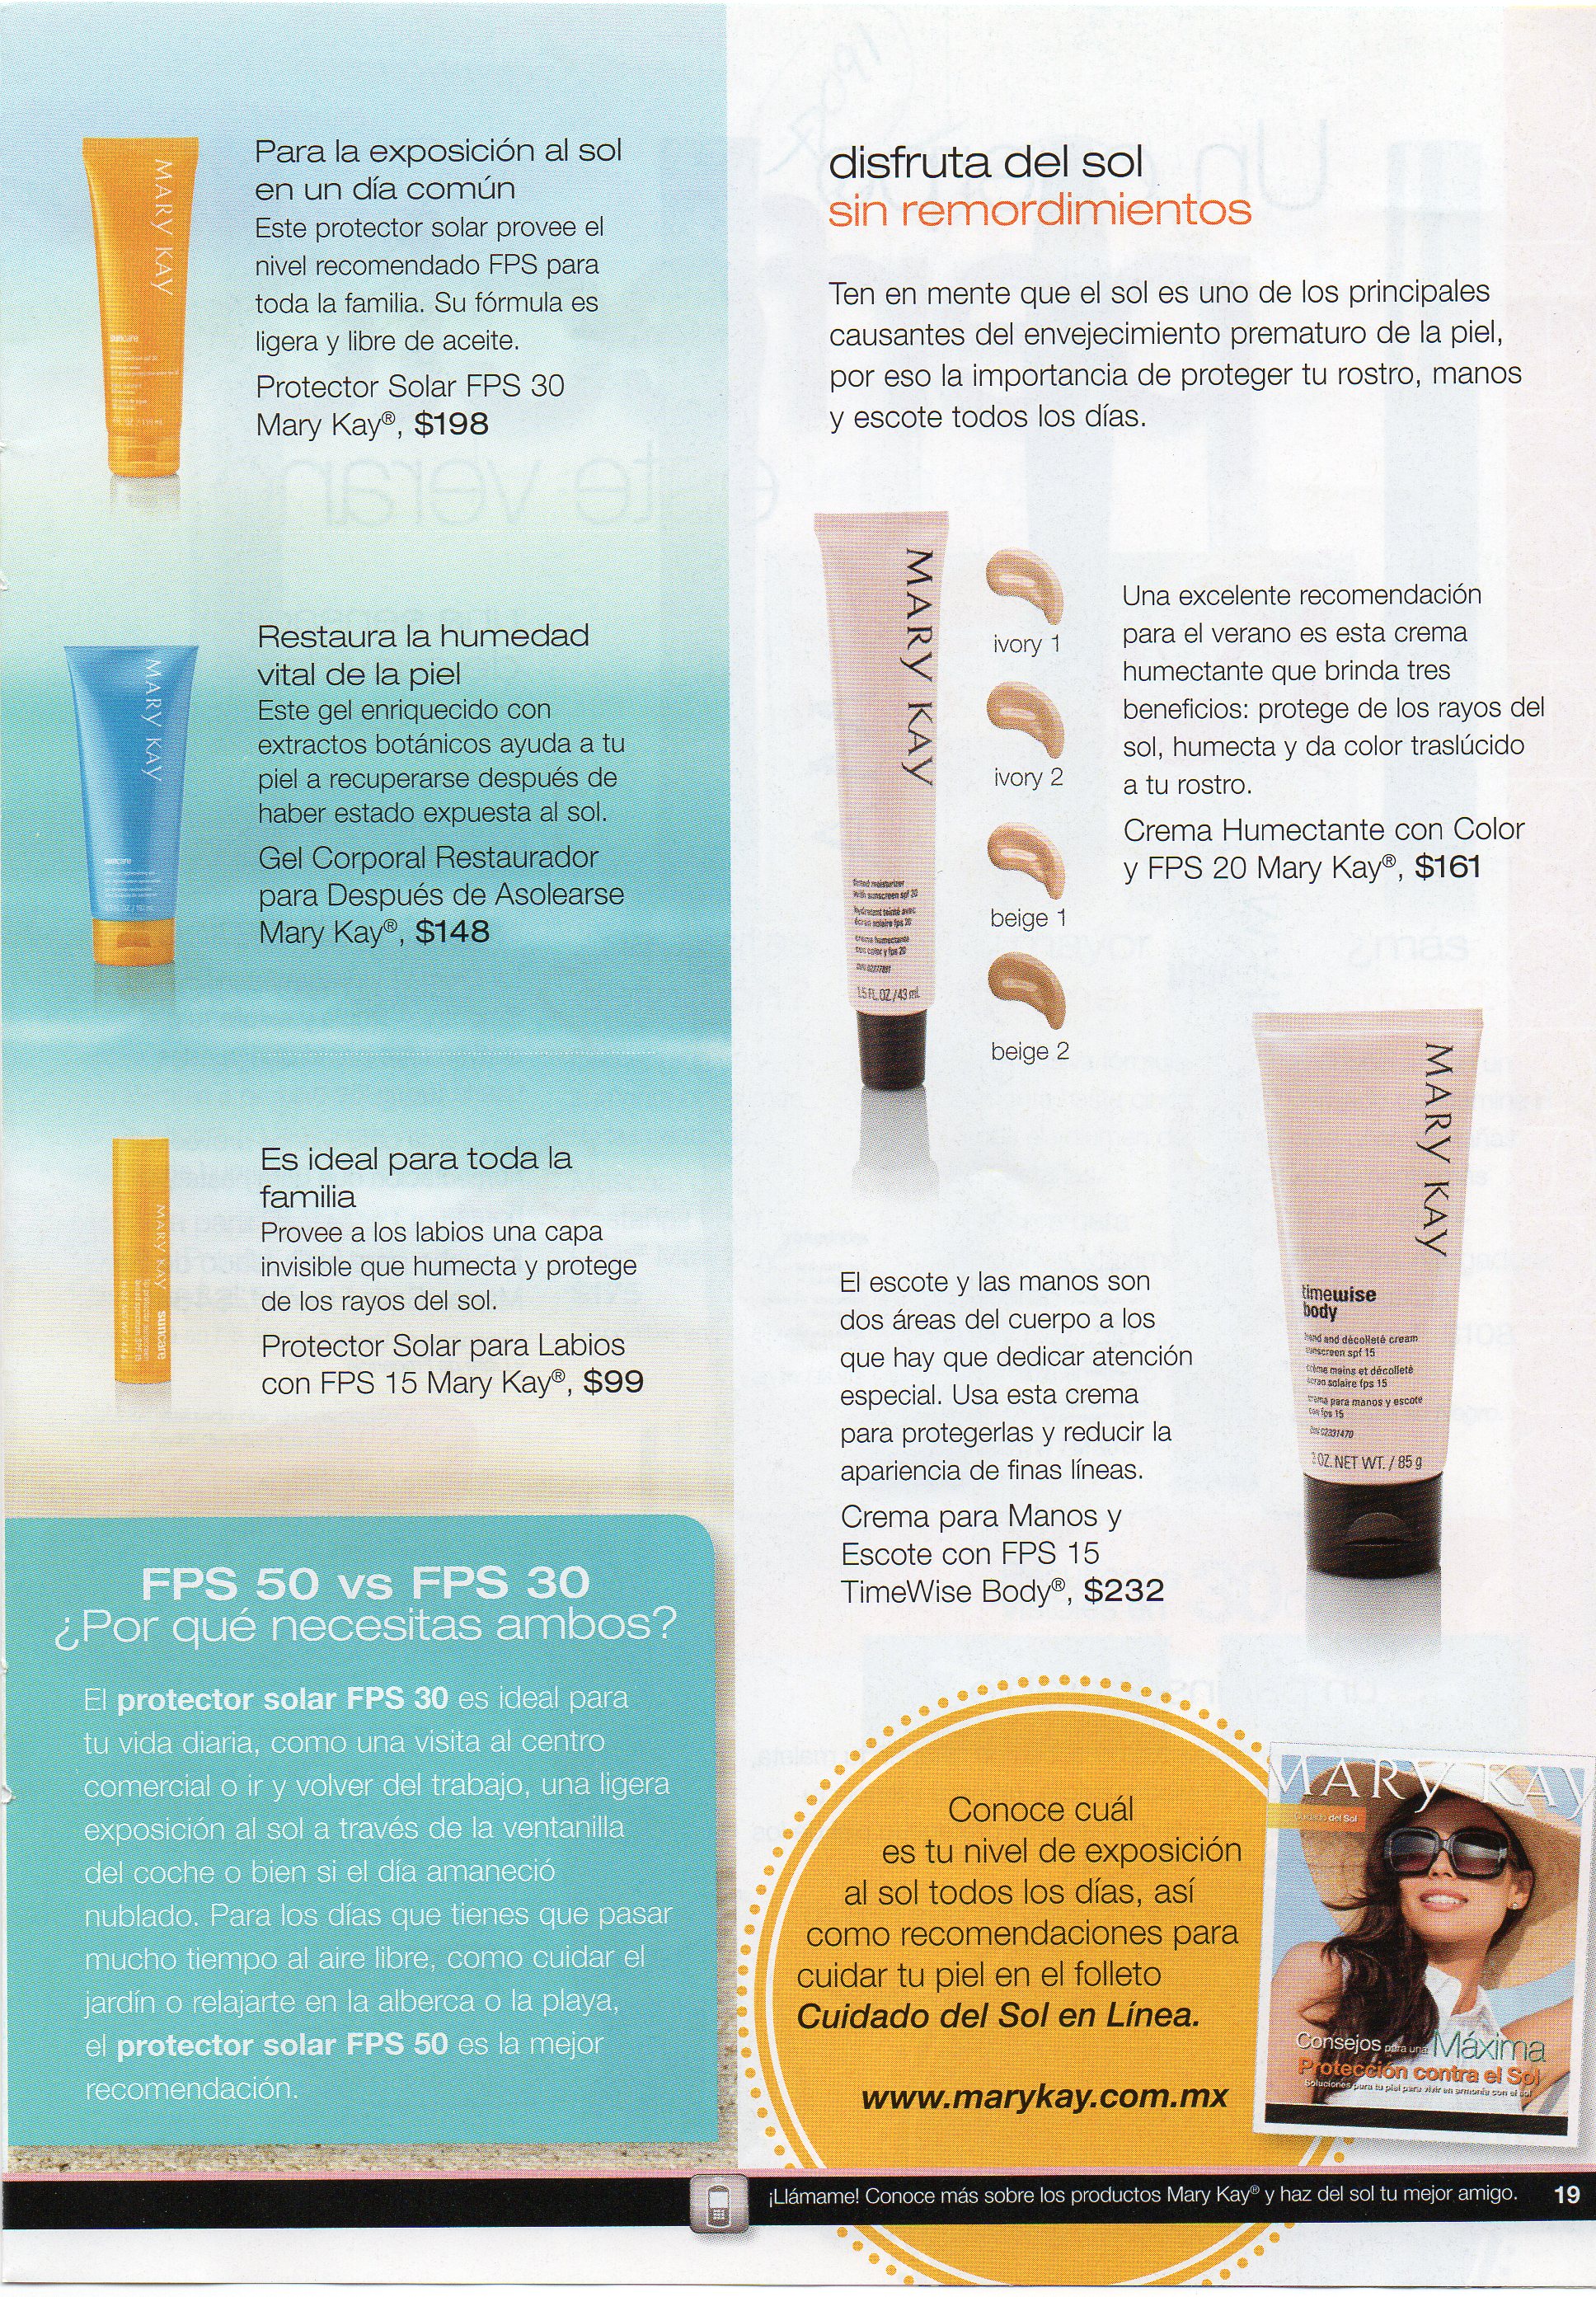 MARY KAY
suncare
Para la exposición al sol
en un día común
Este protector solar provee el
nivel recomendado FPS para
toda la familia. Su fórmula es
ligera y libre de aceite.
Protector Solar FPS 30
Mary Kay®, $198
MARY KAY
suncare
Restaura la humedad
vital de la piel
Este gel enriquecido con
extractos botánicos ayuda a tu
piel a recuperarse después de
haber estado expuesta al sol.
Gel Corporal Restaurador
para Después de Asolearse
Mary Kay®, $148
MARY KAY suncare
Es ideal para toda la
familia
Provee a los labios una capa
invisible que humecta y protege
de los rayos del sol.
Protector Solar para Labios
con FPS 15 Mary Kay®, $99
FPS 50 vs FPS 30
¿Por qué necesitas ambos?
El protector solar FPS 30 es ideal para
tu vida diaria, como una visita al centro
comercial o ir y volver del trabajo, una ligera
exposición al sol a través de la ventanilla
del coche o bien si el día amaneció
nublado. Para los días que tienes que pasar
mucho tiempo al aire libre, como cuidar el
jardín o relajarte en la alberca o la playa,
el protector solar FPS 50 es la mejor
recomendación.
disfruta del sol
sin remordimientos
Ten en mente que el sol es uno de los principales
causantes del envejecimiento prematuro de la piel,
por eso la importancia de proteger tu rostro, manos
y escote todos los días.
MARY KAY
tinted moisturizer
with sunscreen spf 20
hydratant teinté avec
écran solaire fps 20
crema humectante
con color y fps 20
1.5 FL. OZ. / 43 mL
ivory 1
ivory 2
beige 1
beige 2
Una excelente recomendación
para el verano es esta crema
humectante que brinda tres
beneficios: protege de los rayos del
sol, humecta y da color traslúcido
a tu rostro.
Crema Humectante con Color
y FPS 20 Mary Kay®, $161
MARY KAY
timewise
body
hand and décolleté cream
sunscreen spf 15
crème mains et décolleté
écran solaire fps 15
crema para manos y escote
con fps 15
3 OZ. NET WT. / 85 g
El escote y las manos son
dos áreas del cuerpo a los
que hay que dedicar atención
especial. Usa esta crema
para protegerlas y reducir la
apariencia de finas líneas.
Crema para Manos y
Escote con FPS 15
TimeWise Body®, $232
Conoce cuál
es tu nivel de exposición
al sol todos los días, así
como recomendaciones para
cuidar tu piel en el folleto
Cuidado del Sol en Línea.
www.marykay.com.mx
MARY KAY
Cuidado del Sol
Consejos para una Máxima
Protección contra el Sol
Soluciones para tu piel para vivir en armonía con el sol
¡Llámame! Conoce más sobre los productos Mary Kay® y haz del sol tu mejor amigo. 19